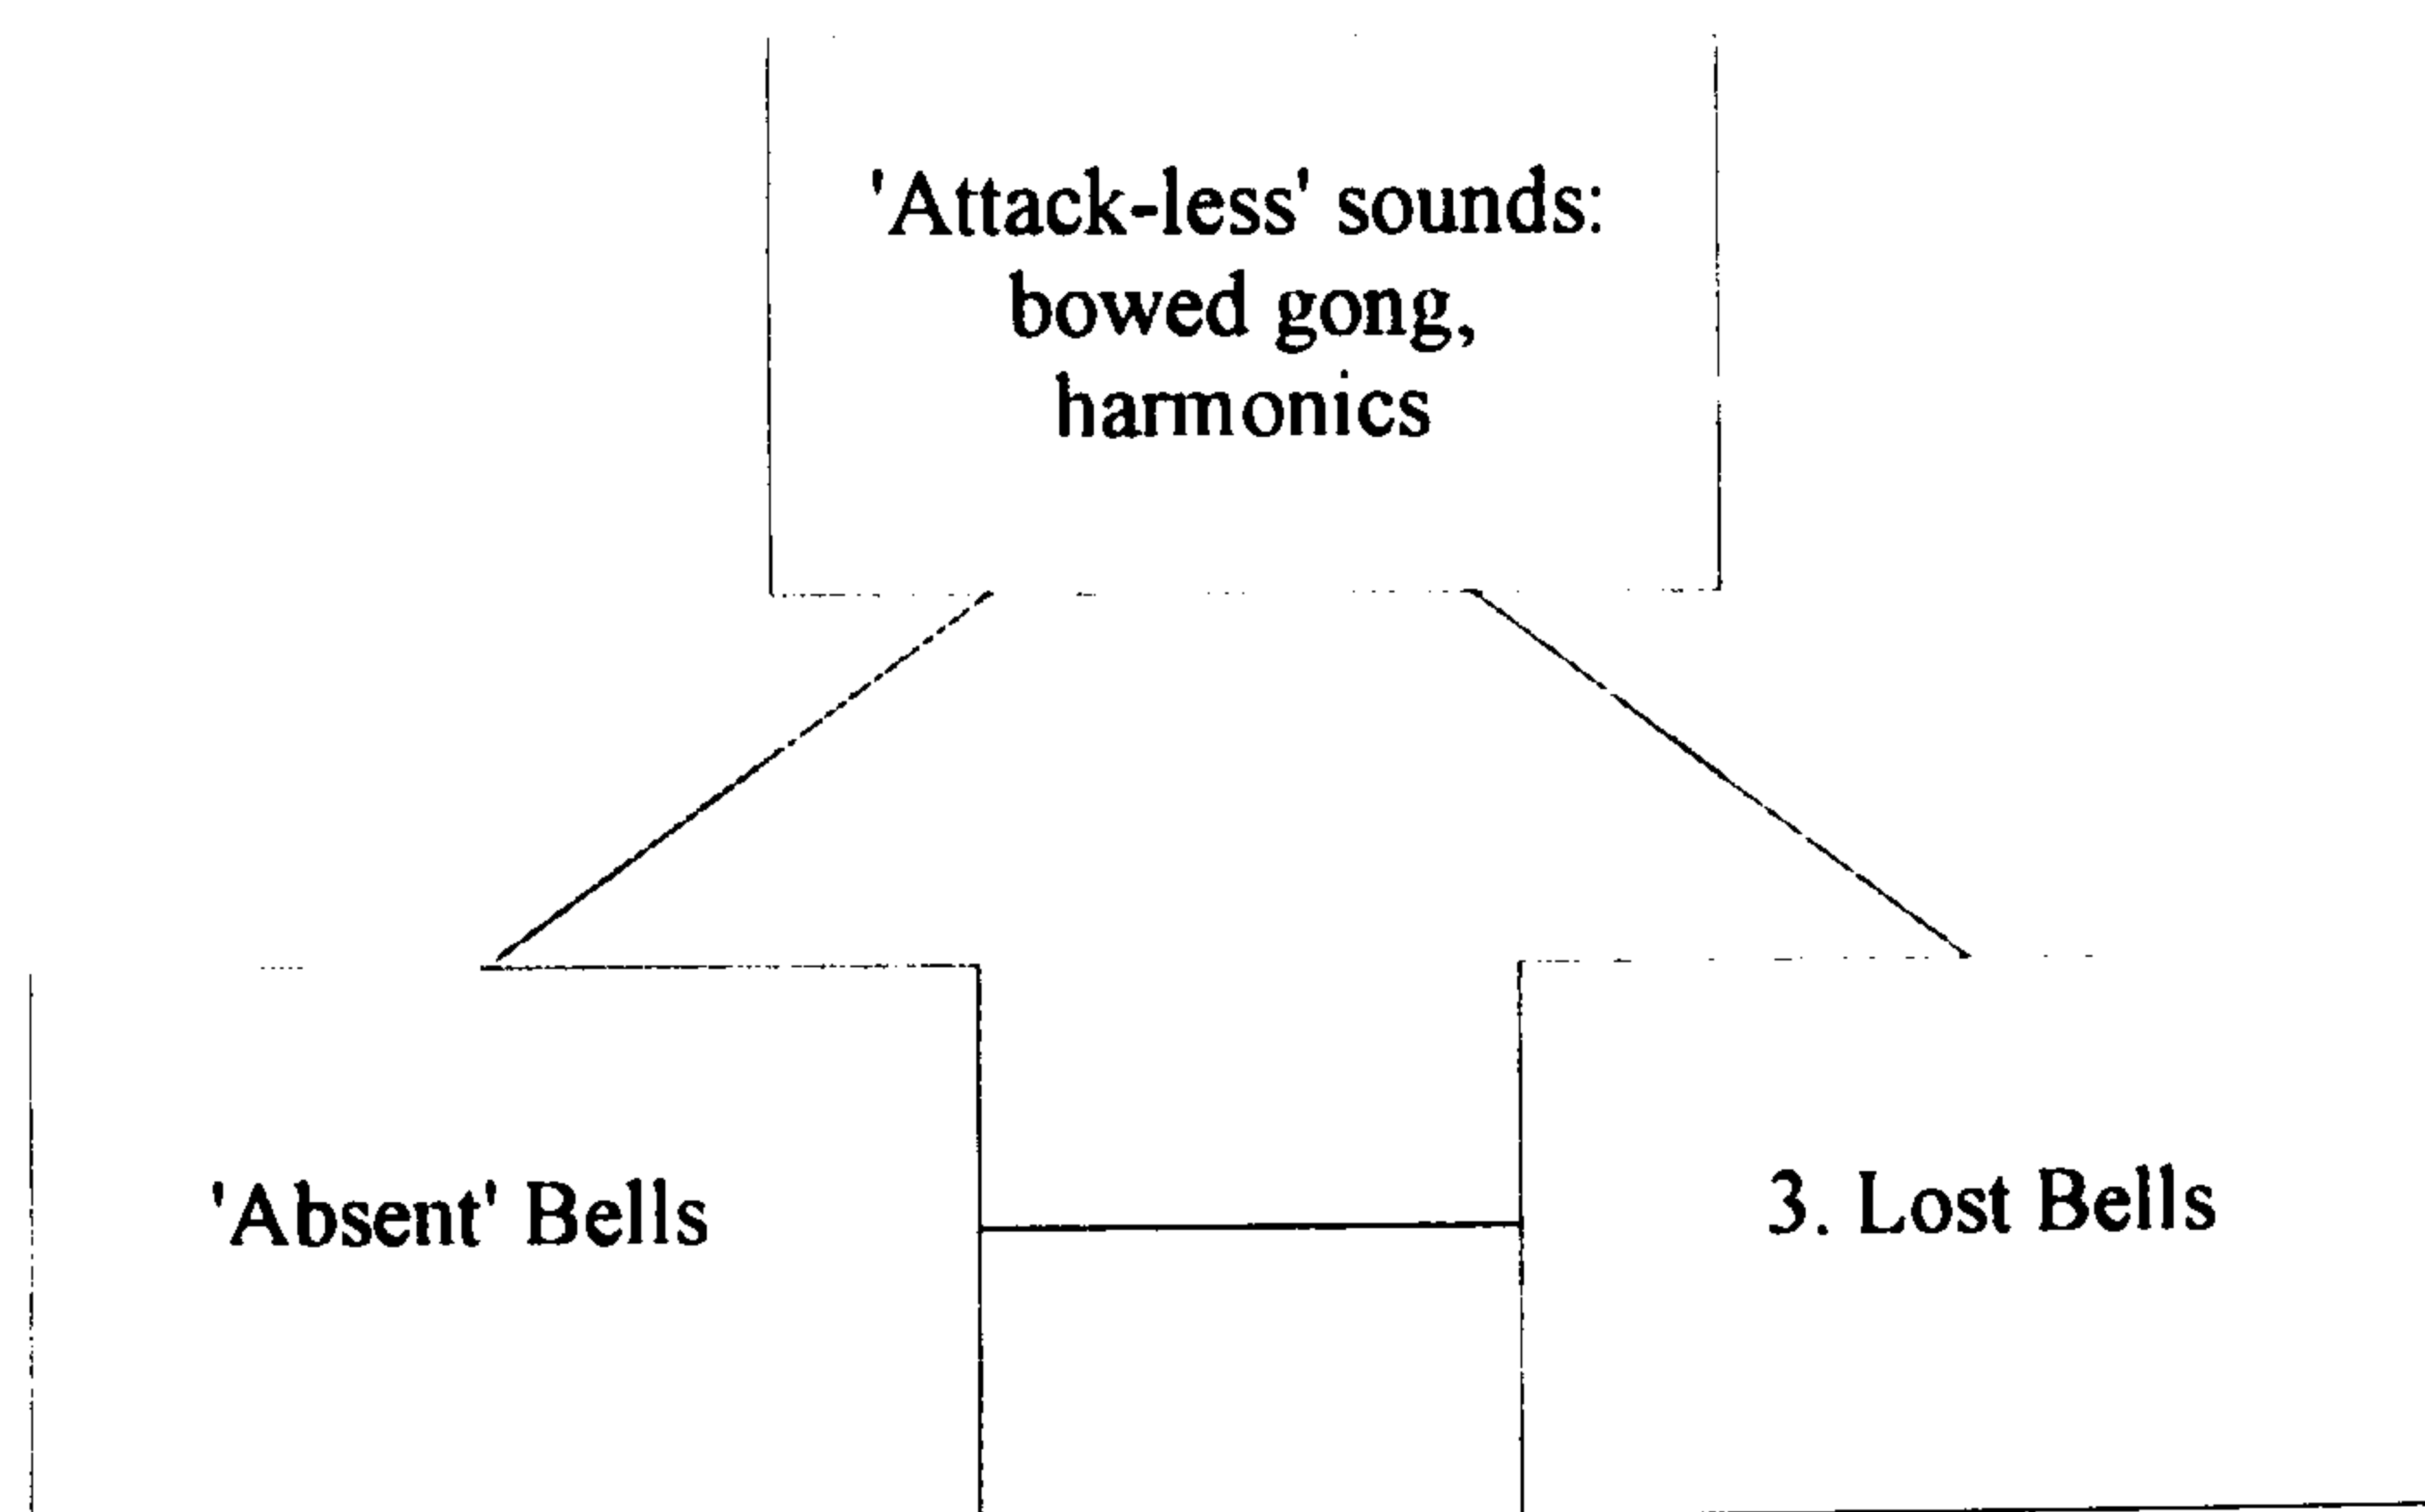 'Attack-less' sounds:
bowed gong,
harmonics
'Absent' Bells
3. Lost Bells